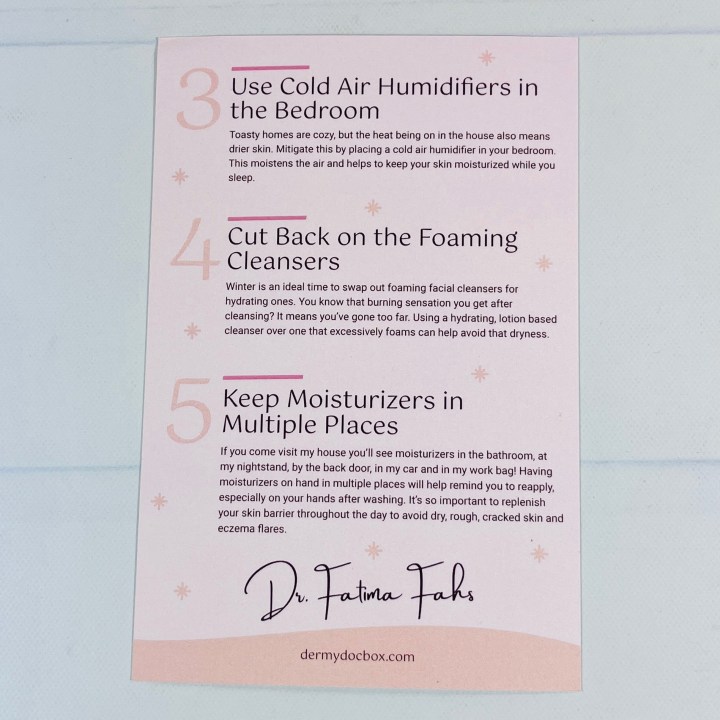 3
Use Cold Air Humidifiers in
the Bedroom
Toasty homes are cozy, but the heat being on in the house also means
drier skin. Mitigate this by placing a cold air humidifier in your bedroom.
This moistens the air and helps to keep your skin moisturized while you
sleep.
4
Cut Back on the Foaming
Cleansers
Winter is an ideal time to swap out foaming facial cleansers for
hydrating ones. You know that burning sensation you get after
cleansing? It means you've gone too far. Using a hydrating, lotion based
cleanser over one that excessively foams can help avoid that dryness.
5
Keep Moisturizers in
Multiple Places
If you come visit my house you'll see moisturizers in the bathroom, at
my nightstand, by the back door, in my car and in my work bag! Having
moisturizers on hand in multiple places will help remind you to reapply,
especially on your hands after washing. It's so important to replenish
your skin barrier throughout the day to avoid dry, rough, cracked skin and
eczema flares.
Dr. Fatima Fahs
dermydocbox.com